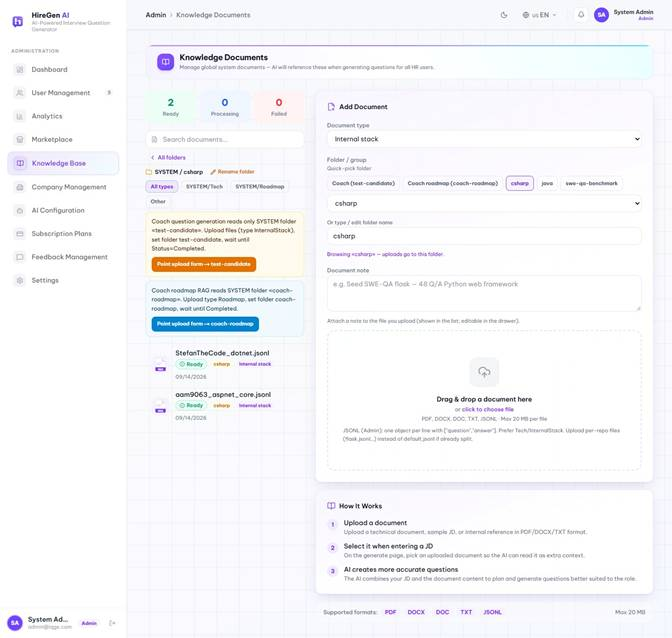 HireGen AI
AI-Powered Interview Question
Generator
Admin > Knowledge Documents
us EN
SA
System Admin
Admin
ADMINISTRATION
Dashboard
User Management
Analytics
Marketplace
Knowledge Base
Company Management
AI Configuration
Subscription Plans
Feedback Management
Settings
Knowledge Documents
Manage global system documents — AI will reference these when generating questions for all HR users.
2
Ready
0
Processing
0
Failed
Search documents...
All folders
SYSTEM / csharp
Rename folder
All types
SYSTEM/Tech
SYSTEM/Roadmap
Other
Coach question generation reads only SYSTEM folder
«test-candidate». Upload files (type InternalStack),
set folder test-candidate, wait until
Status=Completed.
Point upload form → test-candidate
Coach roadmap RAG reads SYSTEM folder «coach-
roadmap». Upload type Roadmap, set folder coach-
roadmap, wait until Completed.
Point upload form → coach-roadmap
StefanTheCode_dotnet.jsonl
Ready
csharp
Internal stack
09/14/2026
aam9063_aspnet_core.jsonl
Ready
csharp
Internal stack
09/14/2026
Add Document
Document type
Internal stack
Folder / group
Quick-pick folder
Coach (test-candidate)
Coach roadmap (coach-roadmap)
csharp
java
swe-qa-benchmark
csharp
Or type / edit folder name
csharp
Browsing «csharp» — uploads go to this folder.
Document note
e.g. Seed SWE-QA flask — 48 Q/A Python web framework
Attach a note to the file you upload (shown in the list, editable in the drawer).
Drag & drop a document here
or click to choose file
PDF, DOCX, DOC, TXT, JSONL · Max 20 MB per file
JSONL (Admin): one object per line with {"question","answer"}. Prefer Tech/InternalStack. Upload per-repo files
(flask.jsonl…) instead of default.jsonl if already split.
How It Works
1
Upload a document
Upload a technical document, sample JD, or internal reference in PDF/DOCX/TXT format.
2
Select it when entering a JD
On the generate page, pick an uploaded document so the AI can read it as extra context.
3
AI creates more accurate questions
The AI combines your JD and the document content to plan and generate questions better suited to the role.
Supported formats:
PDF
DOCX
DOC
TXT
JSONL
Max 20 MB
SA
System Ad...
admin@iqge.com
Admin